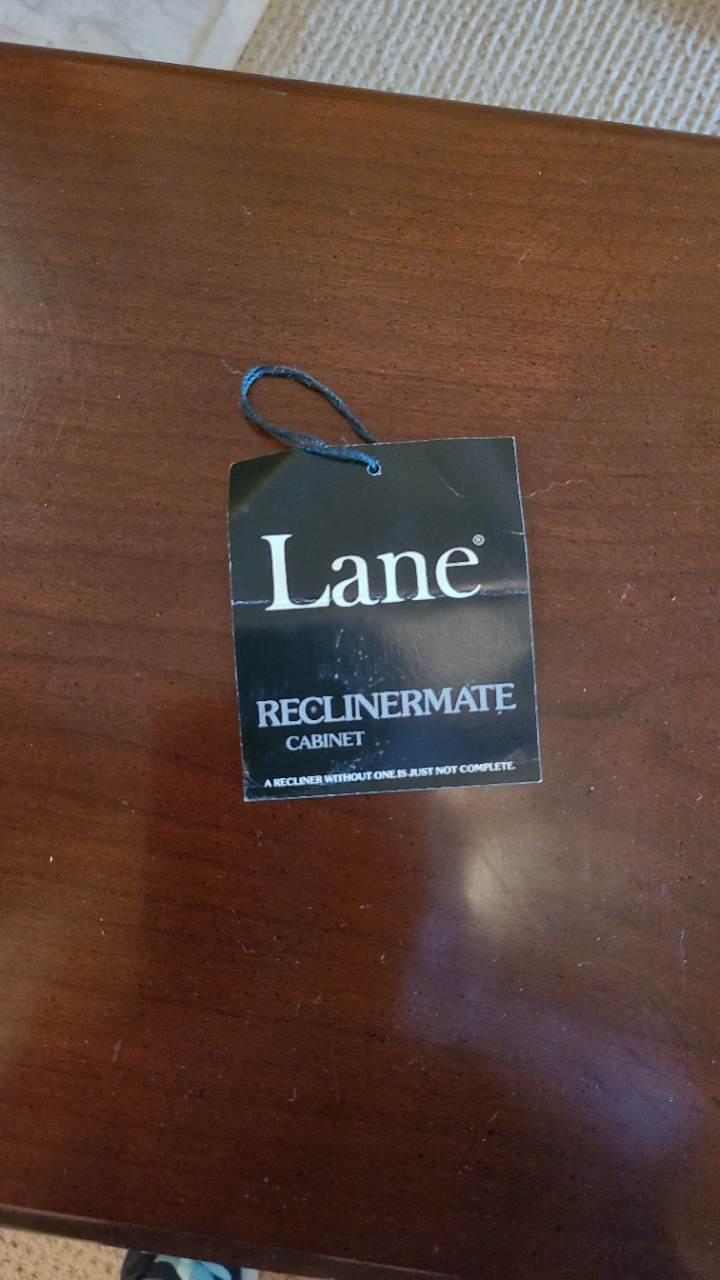 Lane®
RECLINERMATE
CABINET
A RECLINER WITHOUT ONE IS JUST NOT COMPLETE.